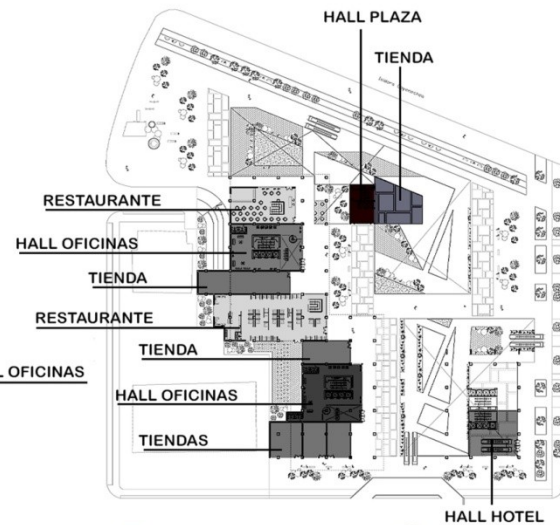 HALL PLAZA
TIENDA
RESTAURANTE
HALL OFICINAS
TIENDA
RESTAURANTE
TIENDA
L OFICINAS
HALL OFICINAS
TIENDAS
HALL HOTEL